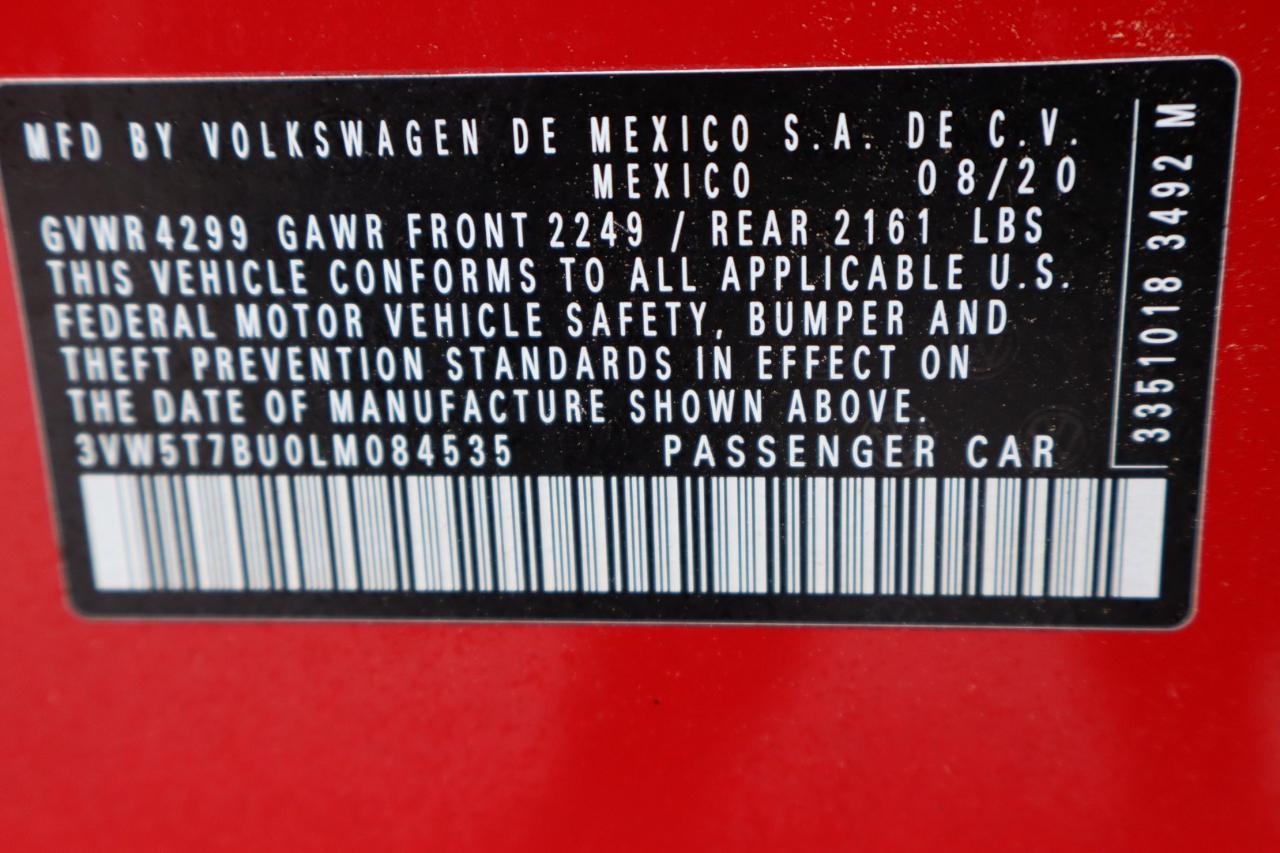 MFD BY VOLKSWAGEN DE MEXICO S.A. DE C.V.
MEXICO 08/20
GVWR 4299 GAWR FRONT 2249 / REAR 2161 LBS
THIS VEHICLE CONFORMS TO ALL APPLICABLE U.S.
FEDERAL MOTOR VEHICLE SAFETY, BUMPER AND
THEFT PREVENTION STANDARDS IN EFFECT ON
THE DATE OF MANUFACTURE SHOWN ABOVE.
3VW5T7BU0LM084535 PASSENGER CAR
3351018 3492 M